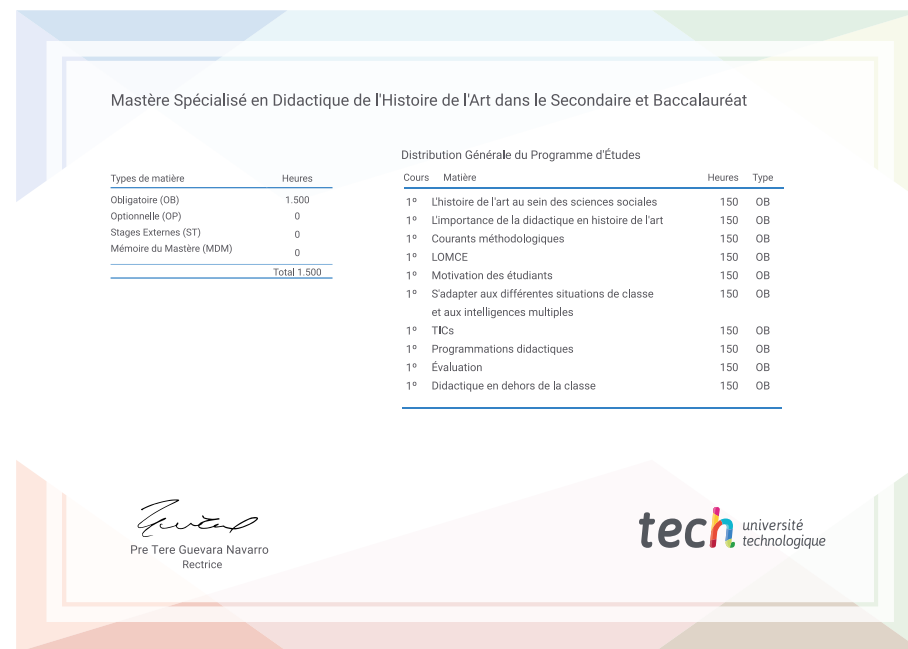 Mastère Spécialisé en Didactique de l'Histoire de l'Art dans le Secondaire et Baccalauréat
Types de matière Heures
Obligatoire (OB) 1.500
Optionnelle (OP) 0
Stages Externes (ST) 0
Mémoire du Mastère (MDM) 0
Total 1.500
Distribution Générale du Programme d'Études
Cours Matière Heures Type
1º L'histoire de l'art au sein des sciences sociales 150 OB
1º L'importance de la didactique en histoire de l'art 150 OB
1º Courants méthodologiques 150 OB
1º LOMCE 150 OB
1º Motivation des étudiants 150 OB
1º S'adapter aux différentes situations de classe 150 OB
et aux intelligences multiples
1º TICs 150 OB
1º Programmations didactiques 150 OB
1º Évaluation 150 OB
1º Didactique en dehors de la classe 150 OB
Pre Tere Guevara Navarro
Rectrice
tech université
technologique